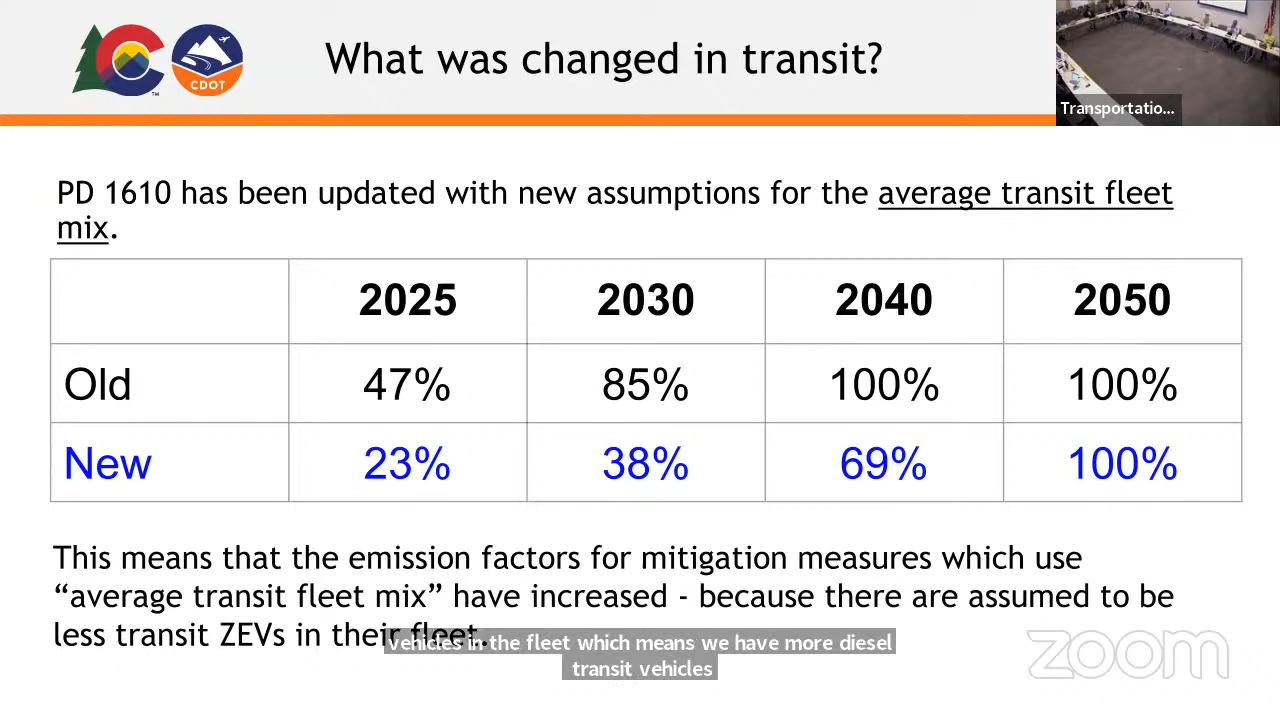 What was changed in transit?
TM
CDOT
Transportatio...
PD 1610 has been updated with new assumptions for the average transit fleet
mix.
2025 2030 2040 2050
Old 47% 85% 100% 100%
New 23% 38% 69% 100%
This means that the emission factors for mitigation measures which use
“average transit fleet mix” have increased - because there are assumed to be
less transit ZEVs in their fleet.
vehicles in the fleet which means we have more diesel
transit vehicles
zoom